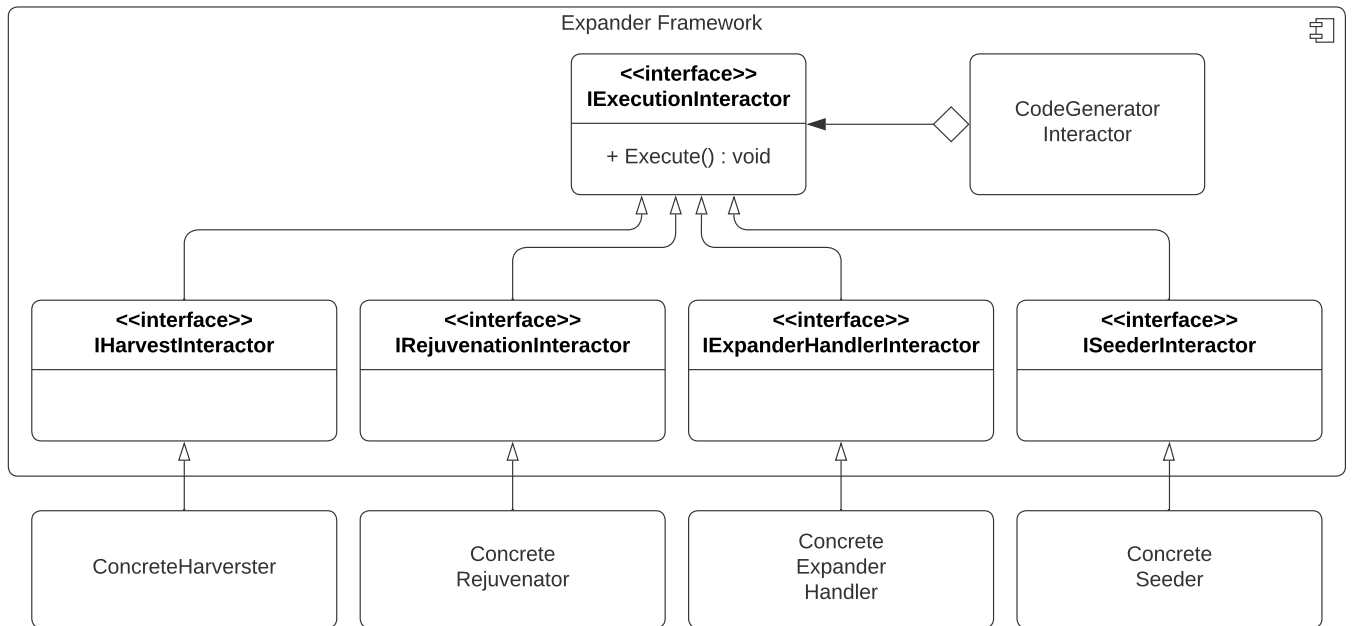 Expander Framework
<<interface>>
IExecutionInteractor
+ Execute() : void
CodeGenerator
Interactor
<<interface>>
IHarvestInteractor
<<interface>>
IRejuvenationInteractor
<<interface>>
IExpanderHandlerInteractor
<<interface>>
ISeederInteractor
ConcreteHarverster
Concrete
Rejuvenator
Concrete
Expander
Handler
Concrete
Seeder